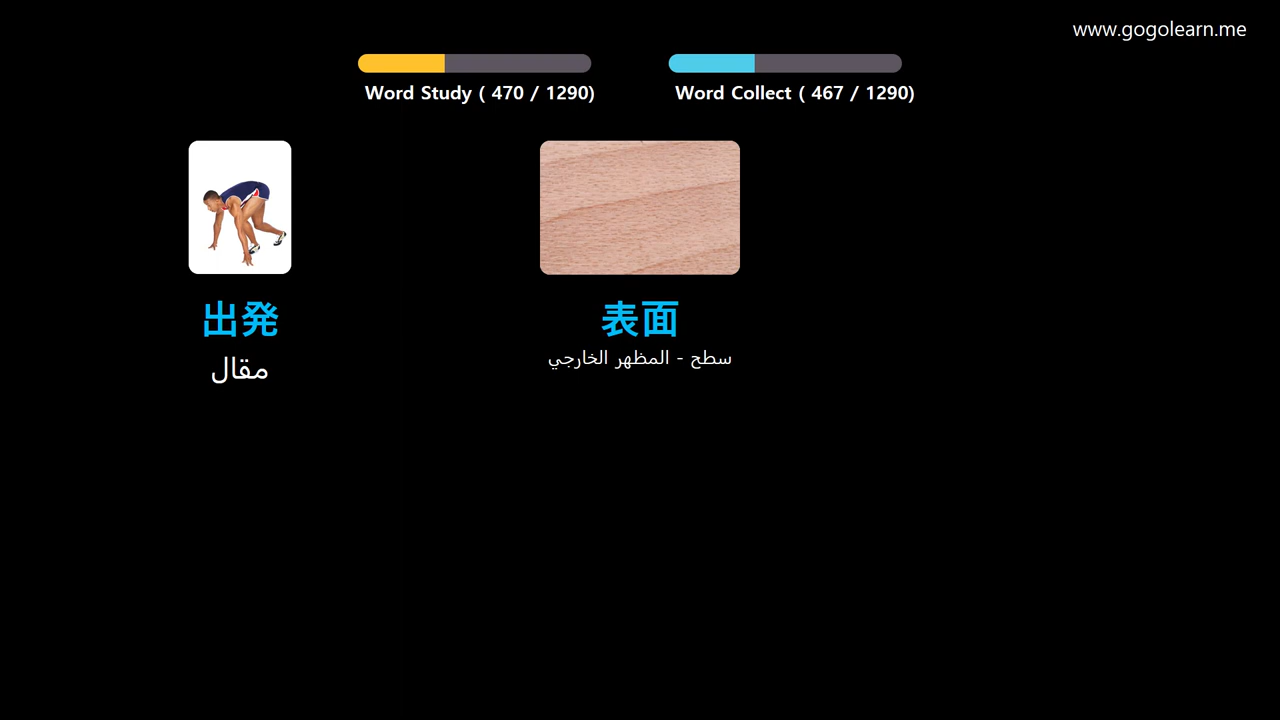 www.gogolearn.me
Word Study ( 470 / 1290)
Word Collect ( 467 / 1290)
出発
مقال
表面
سطح - المظهر الخارجي